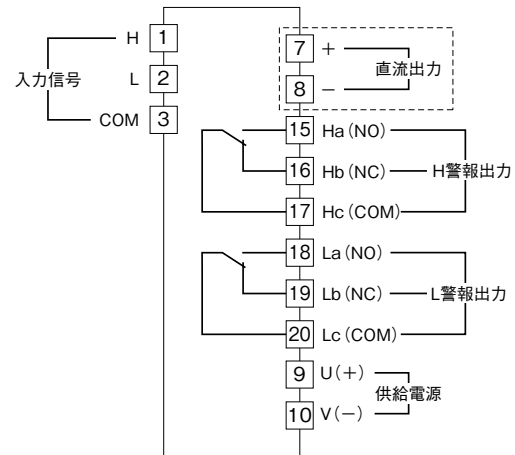 入力信号
H 1
L 2
COM 3
7 +
8 −
直流出力
15 Ha(NO)
16 Hb(NC)
17 Hc(COM)
H警報出力
18 La(NO)
19 Lb(NC)
20 Lc(COM)
L警報出力
9 U(+)
10 V(−)
供給電源